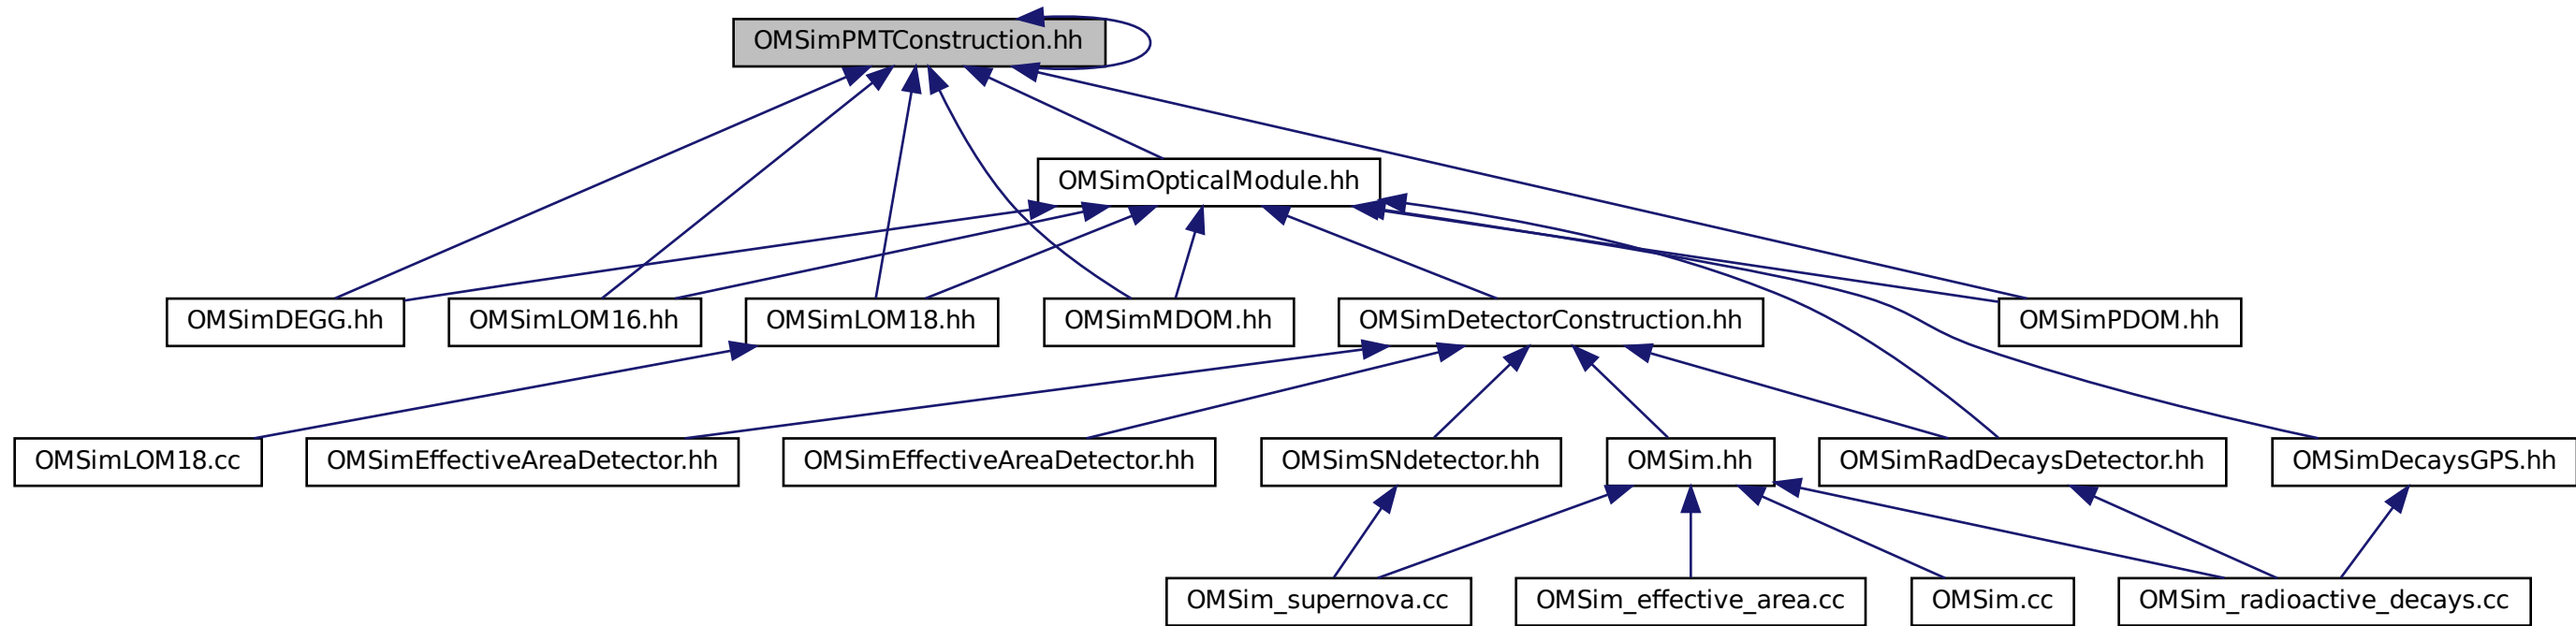 OMSimPMTConstruction.hh
OMSimOpticalModule.hh
OMSimDEGG.hh
OMSimLOM16.hh
OMSimLOM18.hh
OMSimMDOM.hh
OMSimDetectorConstruction.hh
OMSimPDOM.hh
OMSimLOM18.cc
OMSimEffectiveAreaDetector.hh
OMSimEffectiveAreaDetector.hh
OMSimSNdetector.hh
OMSim.hh
OMSimRadDecaysDetector.hh
OMSimDecaysGPS.hh
OMSim_supernova.cc
OMSim_effective_area.cc
OMSim.cc
OMSim_radioactive_decays.cc